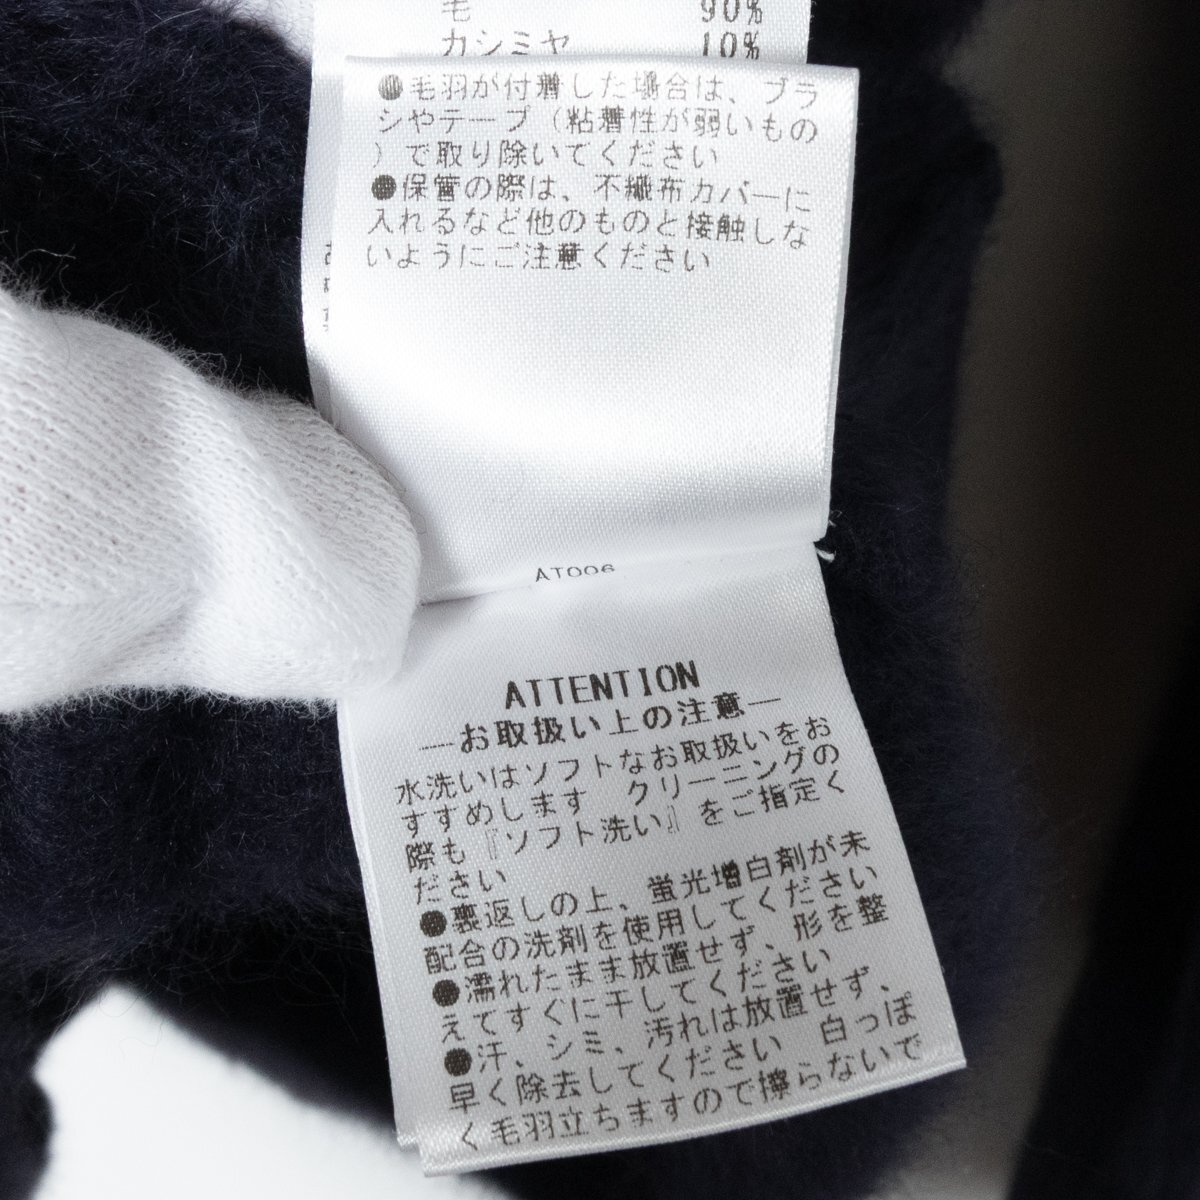 毛 90%
カシミヤ 10%
●毛羽が付着した場合は、ブラ
シやテープ（粘着性が弱いもの
）で取り除いてください
●保管の際は、不織布カバーに
入れるなど他のものと接触しな
いようにご注意ください
AT006
ATTENTION
―お取扱い上の注意―
水洗いはソフトなお取扱いをお
すすめします　クリーニングの
際も『ソフト洗い』をご指定く
ださい
●裏返しの上、蛍光増白剤が未
配合の洗剤を使用してください
●濡れたまま放置せず、形を整
えてすぐに干してください
●汗、シミ、汚れは放置せず、
早く除去してください　白っぽ
く毛羽立ちますので擦らないで